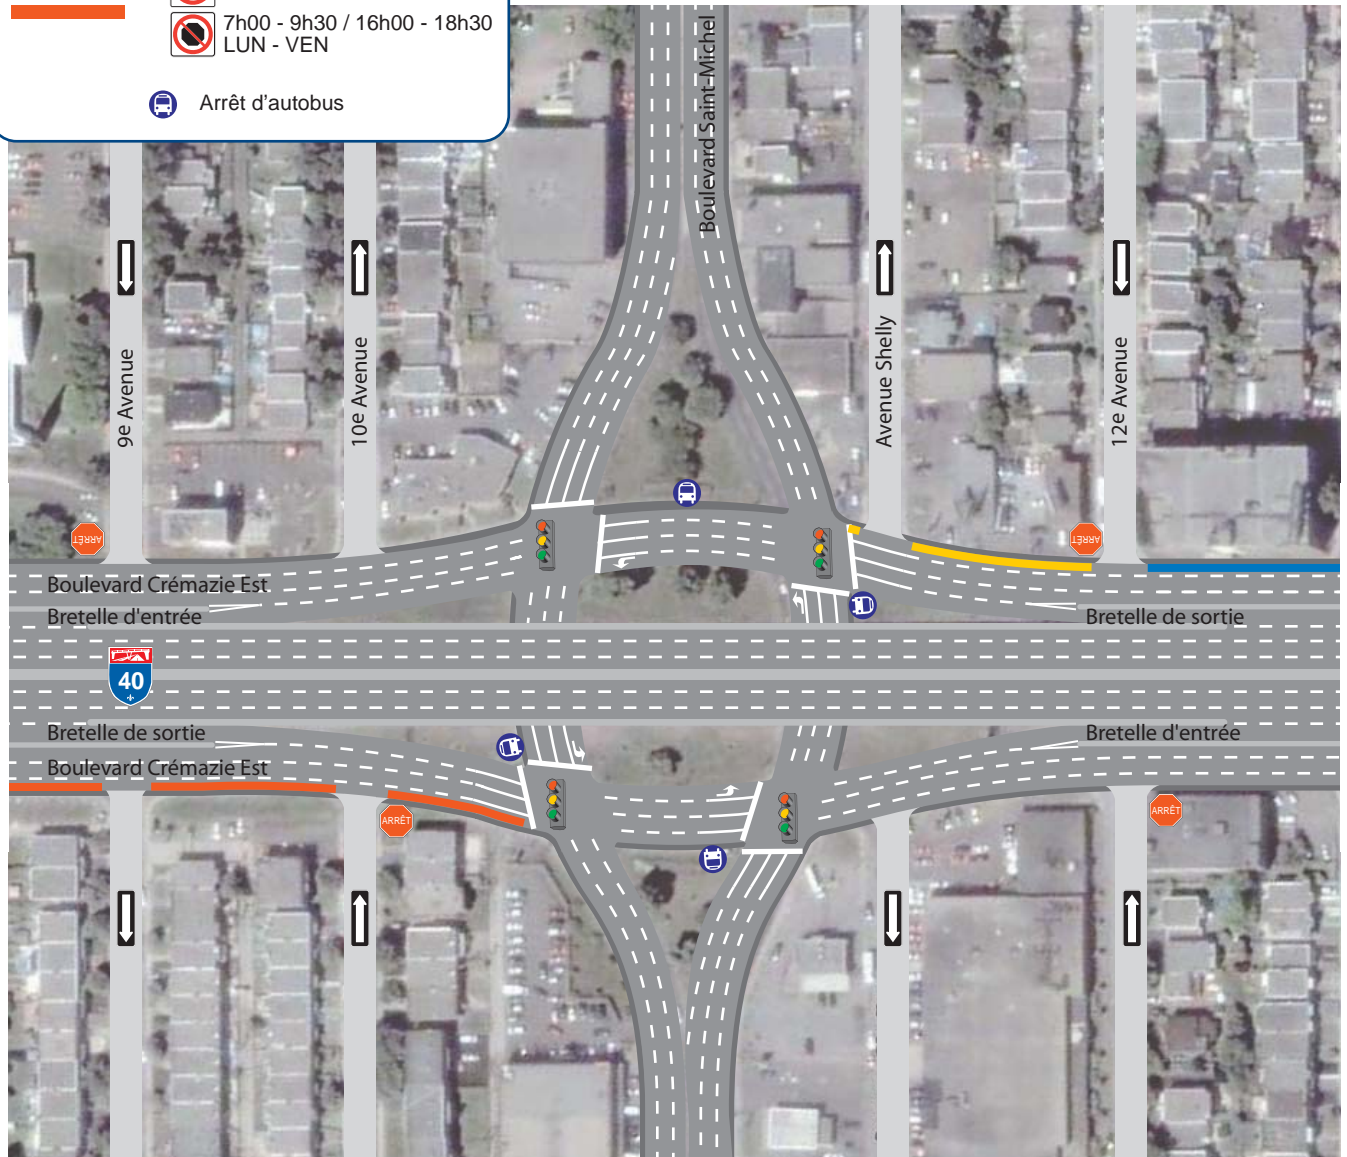 7h00 - 9h30 / 16h00 - 18h30
LUN - VEN
Arrêt d'autobus
Boulevard Saint-Michel
9e Avenue
10e Avenue
Avenue Shelly
12e Avenue
ARRÊT
ARRÊT
Boulevard Crémazie Est
Bretelle d'entrée
Bretelle de sortie
40
Bretelle de sortie
Bretelle d'entrée
Boulevard Crémazie Est
ARRÊT
ARRÊT